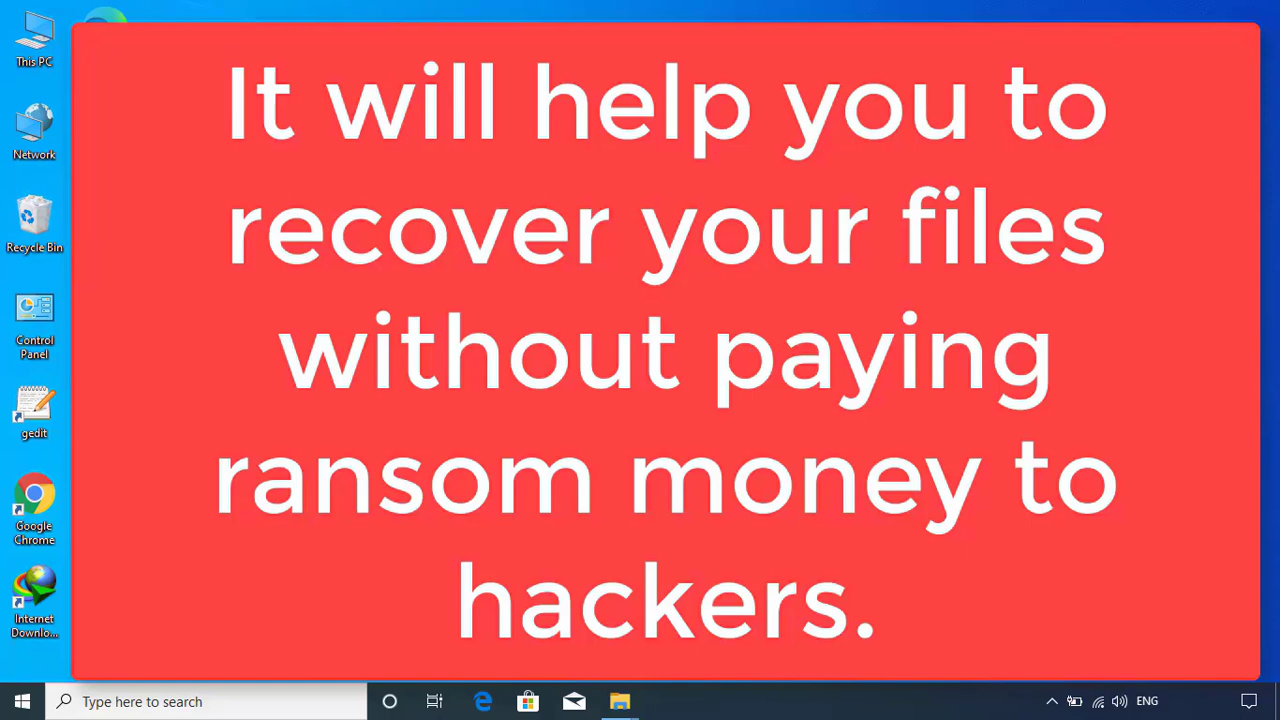 This PC
Network
Recycle Bin
Control
Panel
gedit
Google
Chrome
Internet
Downlo...
It will help you to
recover your files
without paying
ransom money to
hackers.
Type here to search
ENG